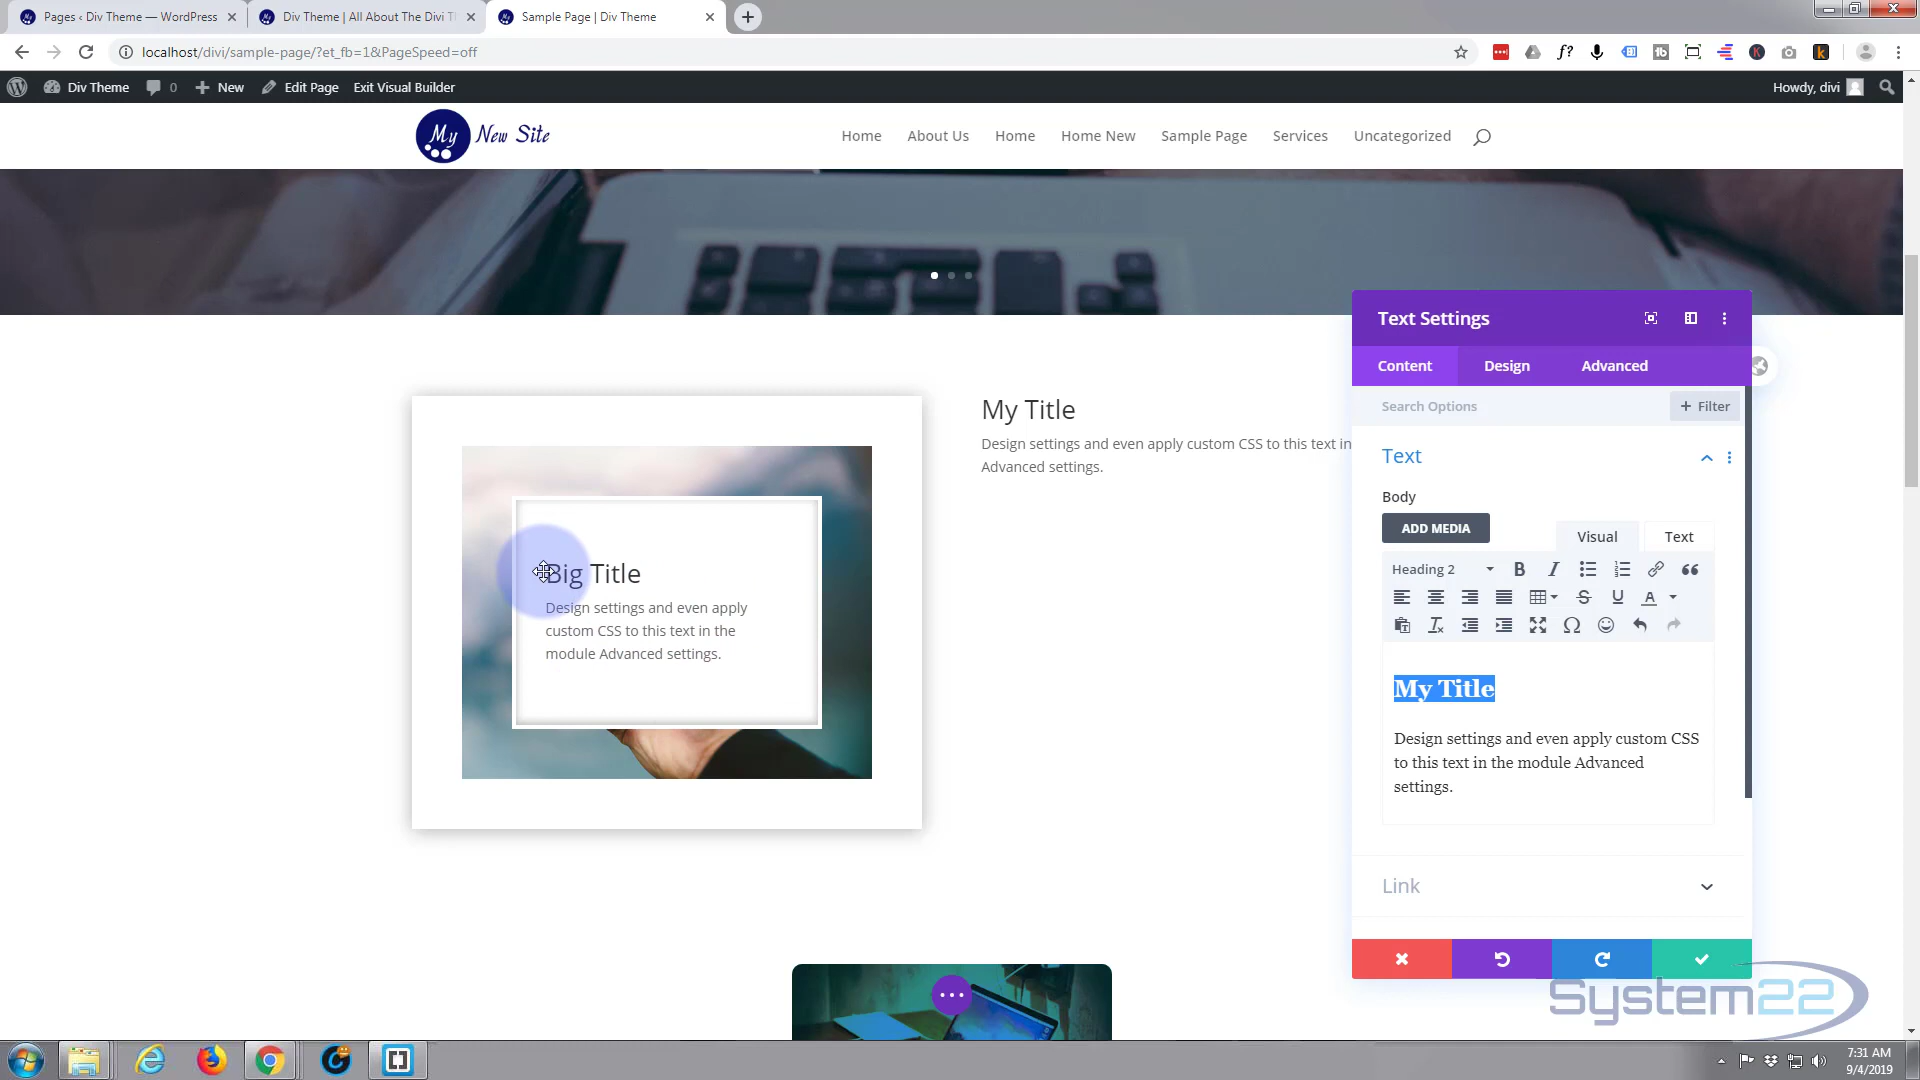 Pages ‹ Div Theme — WordPress
Div Theme | All About The Divi Th
Sample Page | Div Theme
localhost/divi/sample-page/?et_fb=1&PageSpeed=off
Div Theme
0
New
Edit Page
Exit Visual Builder
Howdy, divi
My New Site
Home
About Us
Home
Home New
Sample Page
Services
Uncategorized
Text Settings
Content
Design
Advanced
Search Options
+ Filter
Text
Body
ADD MEDIA
Visual
Text
Heading 2
My Title
Design settings and even apply custom CSS
to this text in the module Advanced
settings.
Link
My Title
Design settings and even apply custom CSS to this text in
Advanced settings.
Big Title
Design settings and even apply
custom CSS to this text in the
module Advanced settings.
System22
7:31 AM
9/4/2019